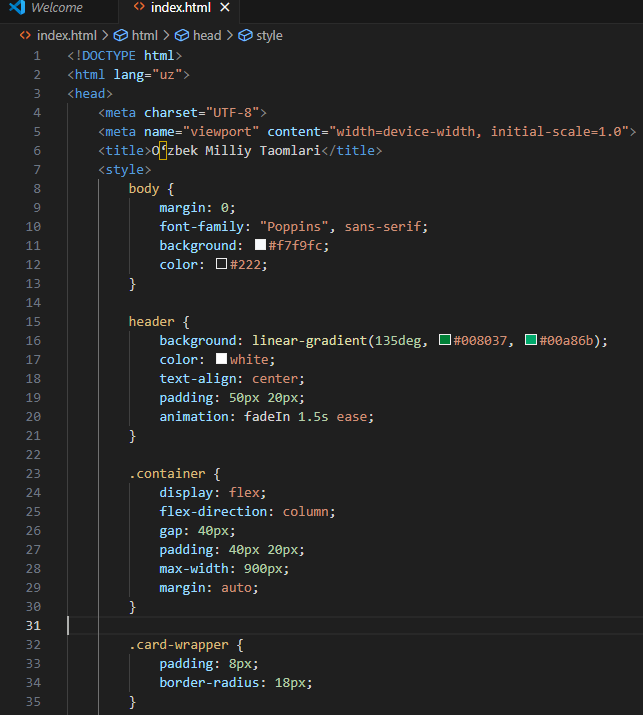 Welcome index.html ×
index.html > html > head > style
1 <!DOCTYPE html>
2 <html lang="uz">
3 <head>
4 <meta charset="UTF-8">
5 <meta name="viewport" content="width=device-width, initial-scale=1.0">
6 <title>O‘zbek Milliy Taomlari</title>
7 <style>
8 body {
9 margin: 0;
10 font-family: "Poppins", sans-serif;
11 background: #f7f9fc;
12 color: #222;
13 }
14
15 header {
16 background: linear-gradient(135deg, #008037, #00a86b);
17 color: white;
18 text-align: center;
19 padding: 50px 20px;
20 animation: fadeIn 1.5s ease;
21 }
22
23 .container {
24 display: flex;
25 flex-direction: column;
26 gap: 40px;
27 padding: 40px 20px;
28 max-width: 900px;
29 margin: auto;
30 }
31
32 .card-wrapper {
33 padding: 8px;
34 border-radius: 18px;
35 }